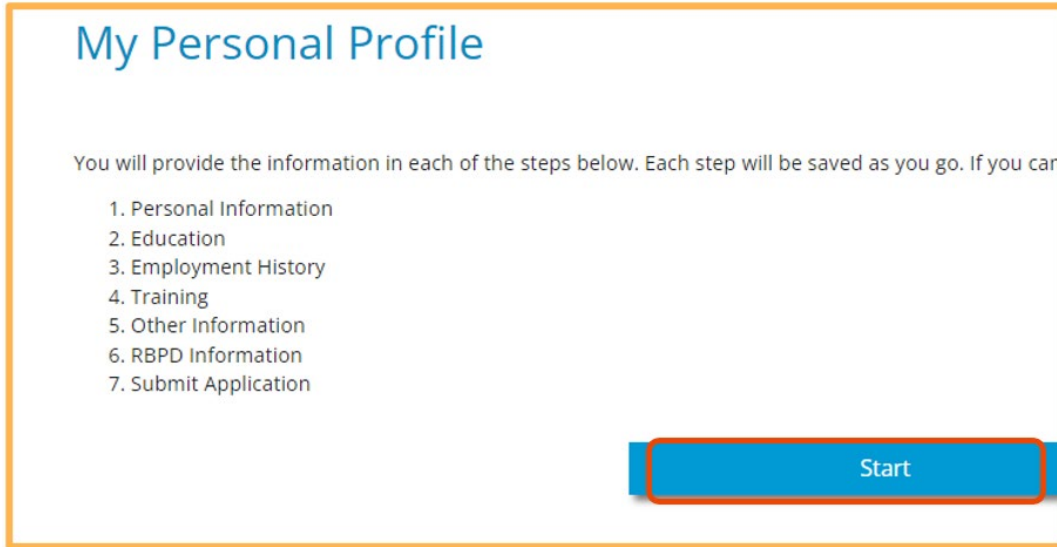 My Personal Profile
You will provide the information in each of the steps below. Each step will be saved as you go. If you
1. Personal Information
2. Education
3. Employment History
4. Training
5. Other Information
6. RBPD Information
7. Submit Application
Start